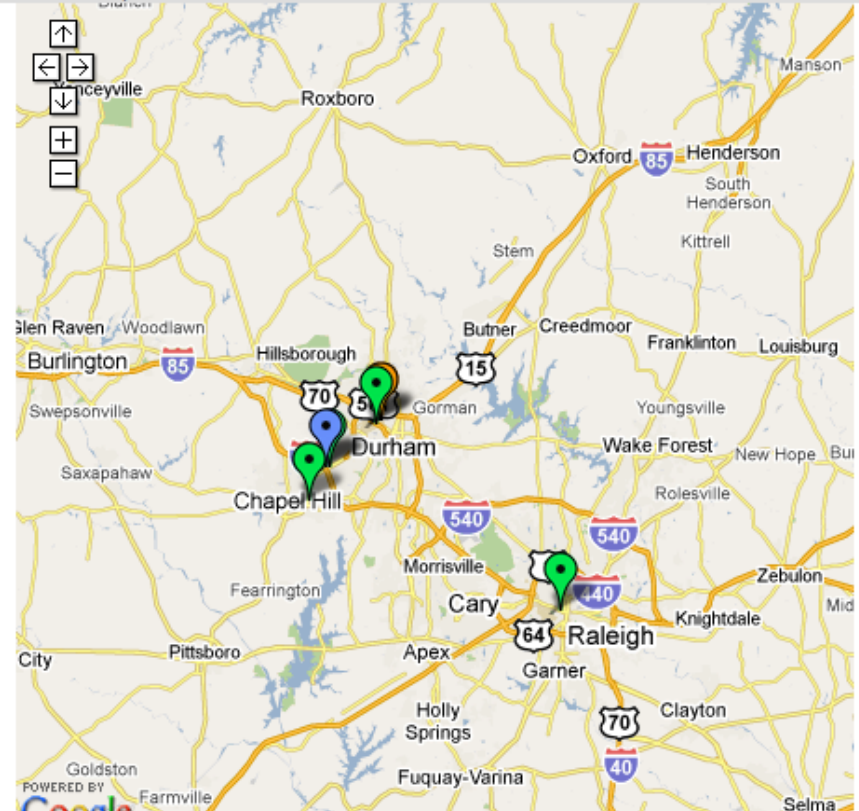 Manson
Yanceyville
Roxboro
Oxford
85
Henderson
South
Henderson
Kittrell
Stem
Glen Raven
Woodlawn
Butner
Creedmoor
Franklinton
Louisburg
Hillsborough
Burlington
85
15
70
Swepsonville
Gorman
Youngsville
Durham
Wake Forest
New Hope
Saxapahaw
Rolesville
Chapel Hill
540
540
Morrisville
Zebulon
Fearrington
440
Cary
Knightdale
64
Raleigh
City
Pittsboro
Apex
Garner
Holly
Springs
Clayton
70
40
Goldston
Fuquay-Varina
POWERED BY
Google
Farmville
Selma